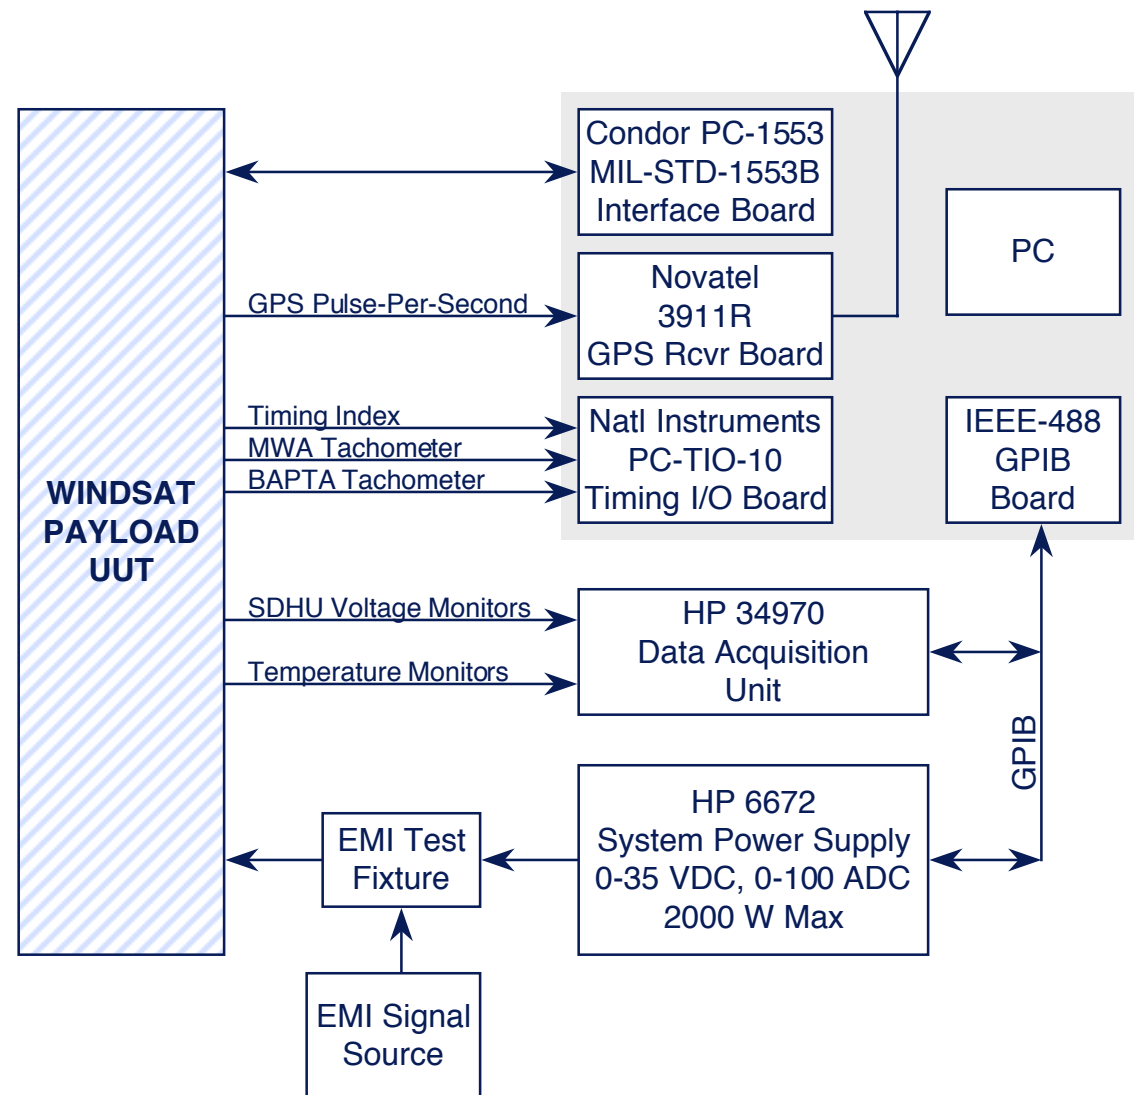 Condor PC-1553
MIL-STD-1553B
Interface Board
PC
GPS Pulse-Per-Second
Novatel
3911R
GPS Rcvr Board
Timing Index
MWA Tachometer
BAPTA Tachometer
Natl Instruments
PC-TIO-10
Timing I/O Board
IEEE-488
GPIB
Board
WINDSAT
PAYLOAD
UUT
SDHU Voltage Monitors
Temperature Monitors
HP 34970
Data Acquisition
Unit
GPIB
HP 6672
System Power Supply
0-35 VDC, 0-100 ADC
2000 W Max
EMI Test
Fixture
EMI Signal
Source